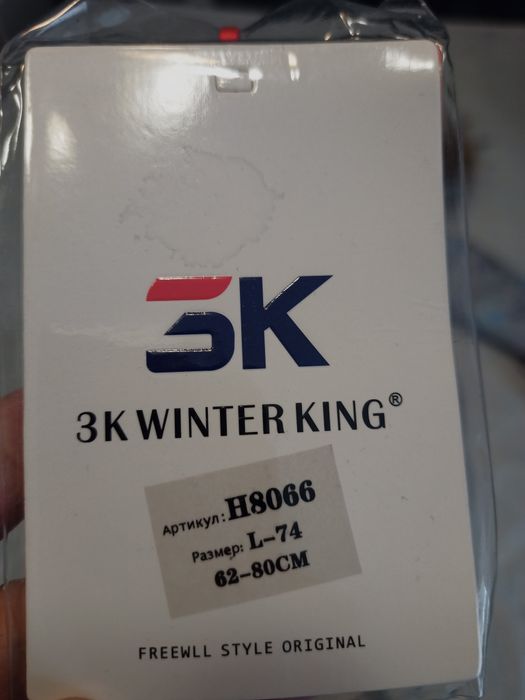 3K
3K WINTER KING®
Артикул: H8066
Размер: L-74
62-80CM
FREEWLL STYLE ORIGINAL